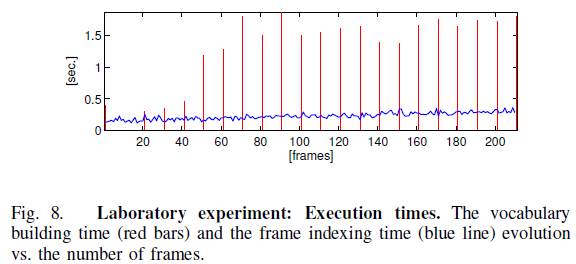 1.5
1
0.5
0
[sec.]
20 40 60 80 100 120 140 160 180 200
[frames]
Fig. 8. Laboratory experiment: Execution times. The vocabulary
building time (red bars) and the frame indexing time (blue line) evolution
vs. the number of frames.